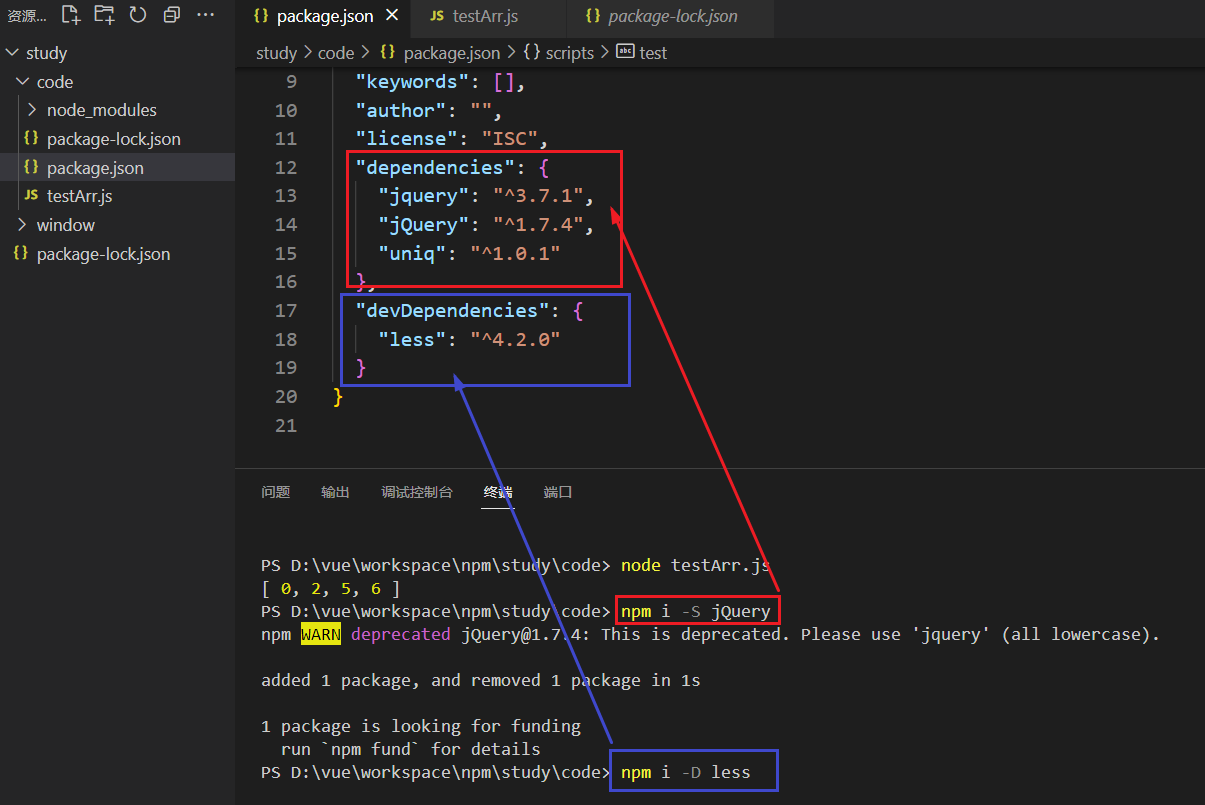 资源...
package.json
JS testArr.js
{} package-lock.json
study > code > {} package.json > {} scripts > abc test
study
code
node_modules
{} package-lock.json
{} package.json
JS testArr.js
window
{} package-lock.json
9 "keywords": [],
10 "author": "",
11 "license": "ISC",
12 "dependencies": {
13 "jquery": "^3.7.1",
14 "jQuery": "^1.7.4",
15 "uniq": "^1.0.1"
16 },
17 "devDependencies": {
18 "less": "^4.2.0"
19 }
20 }
21
问题 输出 调试控制台 终端 端口
PS D:\vue\workspace\npm\study\code> node testArr.js
[ 0, 2, 5, 6 ]
PS D:\vue\workspace\npm\study\code> npm i -S jQuery
npm WARN deprecated jQuery@1.7.4: This is deprecated. Please use 'jquery' (all lowercase).
added 1 package, and removed 1 package in 1s
1 package is looking for funding
run `npm fund` for details
PS D:\vue\workspace\npm\study\code> npm i -D less